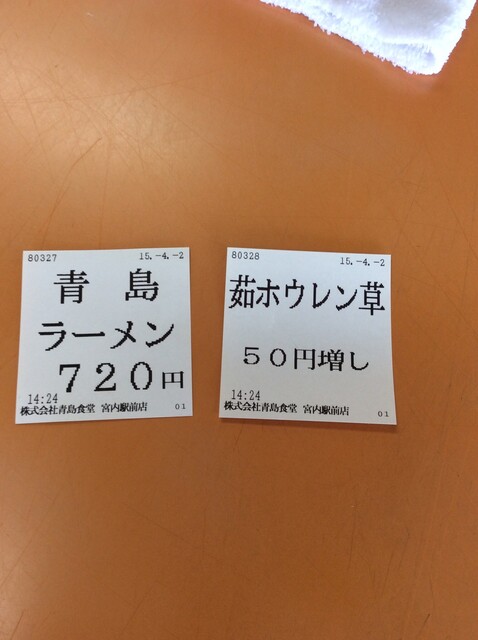 80327 15.-4.-2
青島
ラーメン
720円
14:24
株式会社青島食堂 宮内駅前店 01
80328 15.-4.-2
茹ホウレン草
50円増し
14:24
株式会社青島食堂 宮内駅前店 01